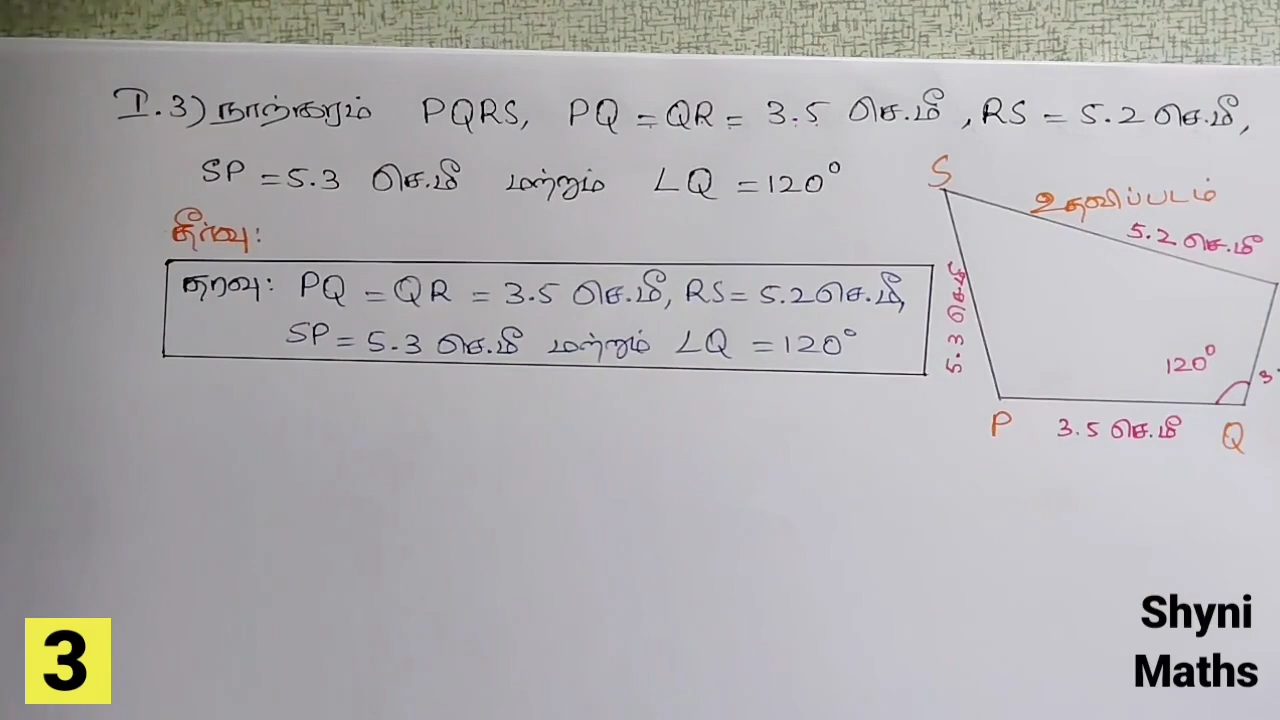 I.3) நாற்கரம் PQRS, PQ = QR = 3.5 செ.மீ, RS = 5.2 செ.மீ,
SP = 5.3 செ.மீ மற்றும் ∠Q = 120°
தீர்வு:
தரவு: PQ = QR = 3.5 செ.மீ, RS = 5.2 செ.மீ,
SP = 5.3 செ.மீ மற்றும் ∠Q = 120°
S
உதவிப்படம்
5.2 செ.மீ
5.3 செ.மீ
120°
3.
P 3.5 செ.மீ Q
3
Shyni
Maths